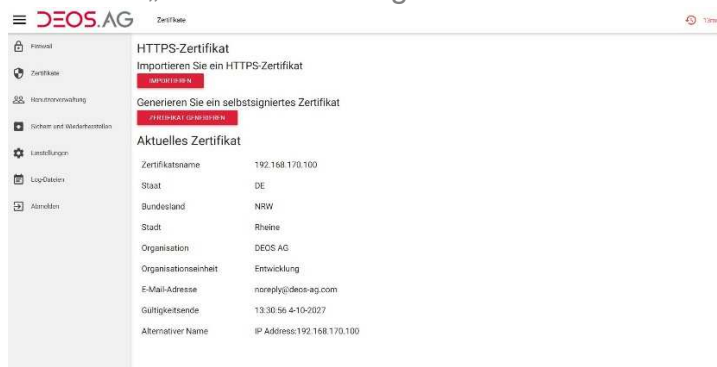 DEOS.AG
Zertifikate
Firewall
Zertifikate
Benutzerverwaltung
Sichern und Wiederherstellen
Einstellungen
Log-Dateien
Abmelden
HTTPS-Zertifikat
Importieren Sie ein HTTPS-Zertifikat
IMPORTIEREN
Generieren Sie ein selbstsigniertes Zertifikat
ZERTIFIKAT GENERIEREN
Aktuelles Zertifikat
Zertifikatsname 192.168.170.100
Staat DE
Bundesland NRW
Stadt Rheine
Organisation DEOS AG
Organisationseinheit Entwicklung
E-Mail-Adresse noreply@deos-ag.com
Gültigkeitsende 13:30:56 4-10-2027
Alternativer Name IP Address:192.168.170.100